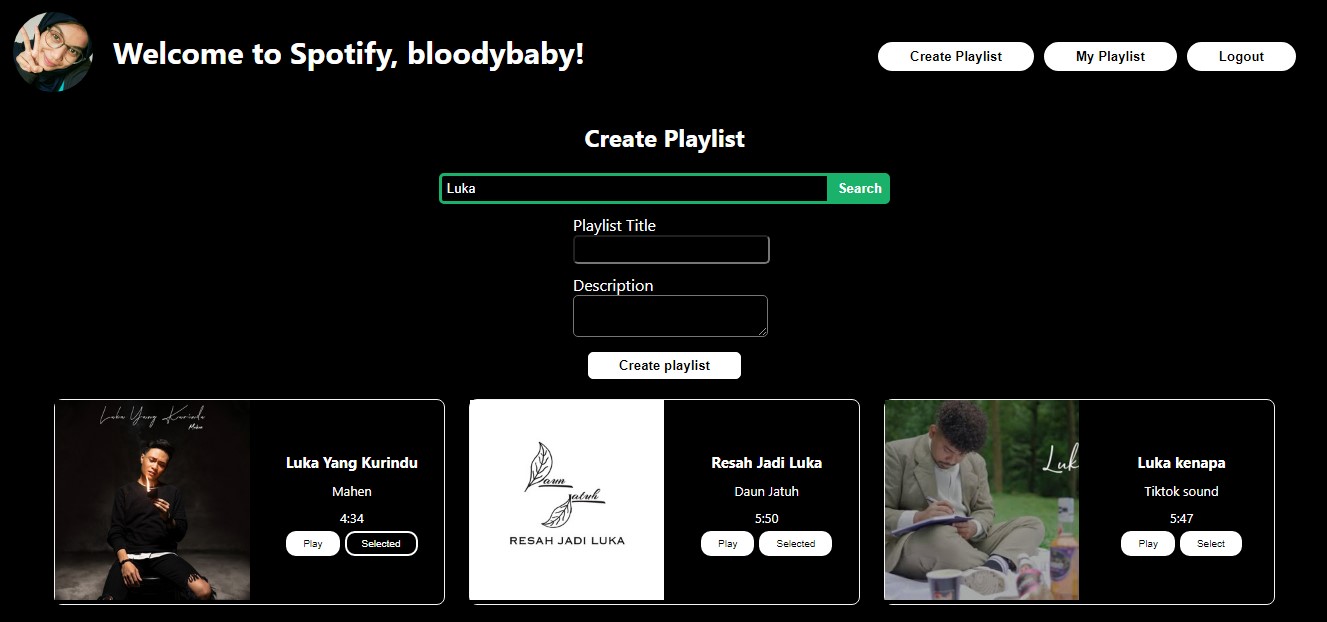 Welcome to Spotify, bloodybaby!
Create Playlist
My Playlist
Logout
Create Playlist
Luka
Search
Playlist Title
Description
Create playlist
Luka Yang Kurindu
Mahen
Luka Yang Kurindu
Mahen
4:34
Play
Selected
Daun
Jatuh
RESAH JADI LUKA
Resah Jadi Luka
Daun Jatuh
5:50
Play
Selected
Luk
Luka kenapa
Tiktok sound
5:47
Play
Select